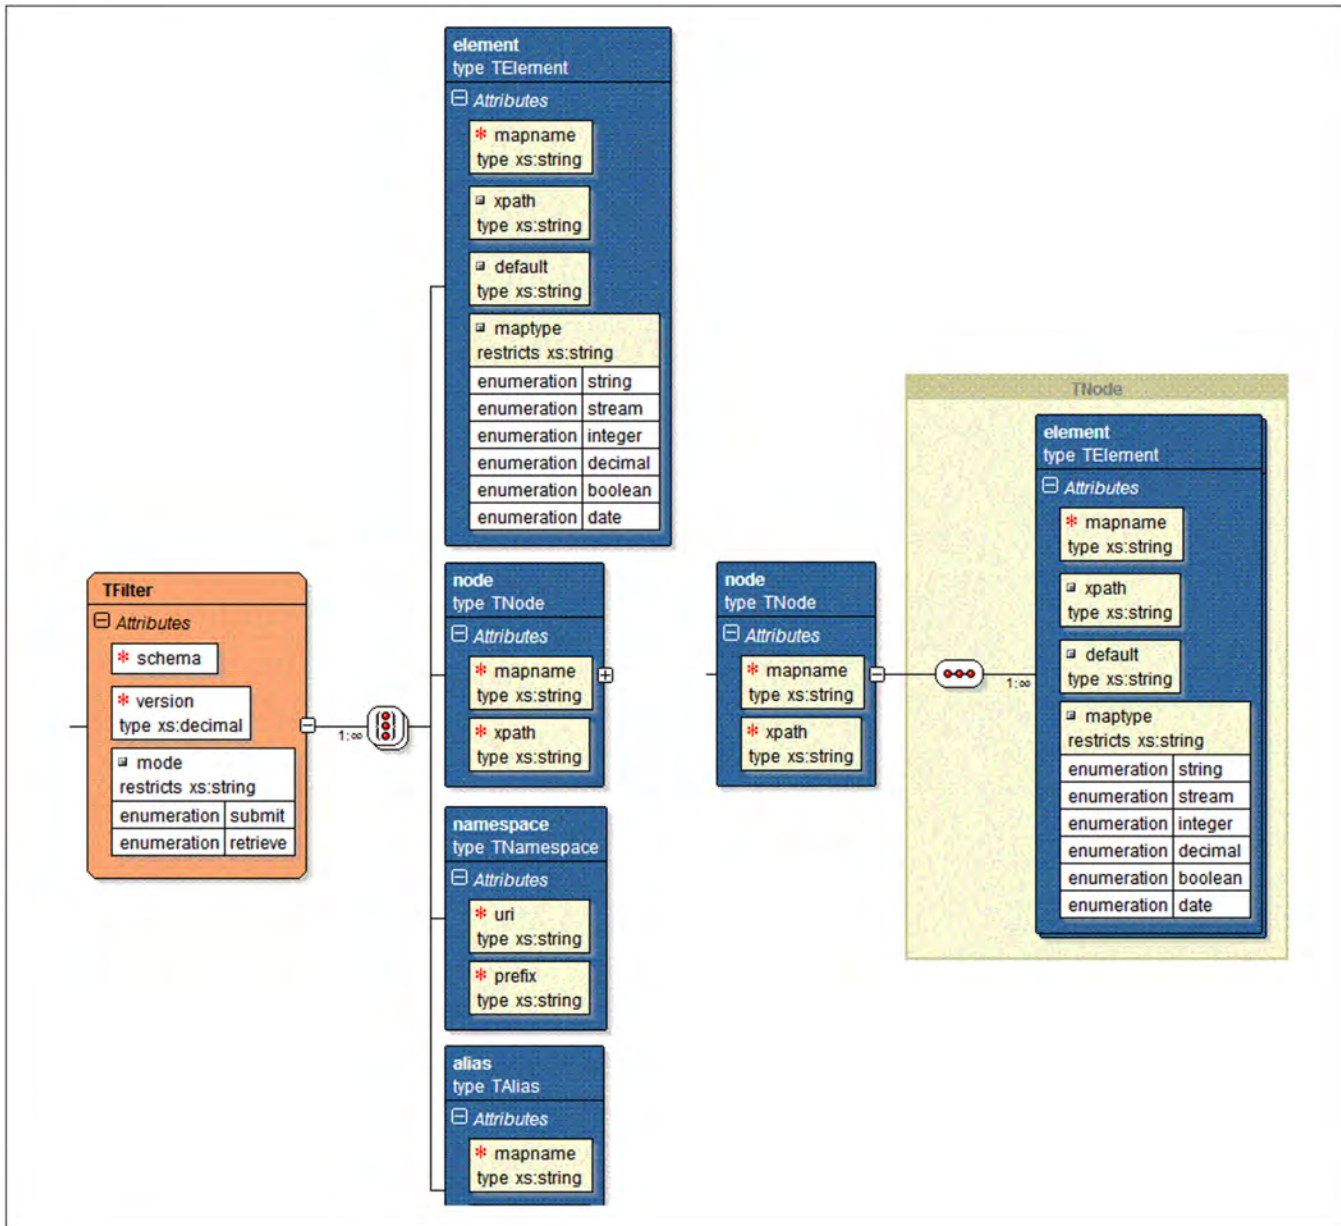 element
type TElement
Attributes
* mapname
type xs:string
xpath
type xs:string
default
type xs:string
maptype
restricts xs:string
enumeration string
enumeration stream
enumeration integer
enumeration decimal
enumeration boolean
enumeration date
TFilter
Attributes
* schema
* version
type xs:decimal
mode
restricts xs:string
enumeration submit
enumeration retrieve
1:∞
node
type TNode
Attributes
* mapname
type xs:string
* xpath
type xs:string
namespace
type TNamespace
Attributes
* uri
type xs:string
* prefix
type xs:string
alias
type TAlias
Attributes
* mapname
type xs:string
node
type TNode
Attributes
* mapname
type xs:string
* xpath
type xs:string
1:∞
TNode
element
type TElement
Attributes
* mapname
type xs:string
xpath
type xs:string
default
type xs:string
maptype
restricts xs:string
enumeration string
enumeration stream
enumeration integer
enumeration decimal
enumeration boolean
enumeration date